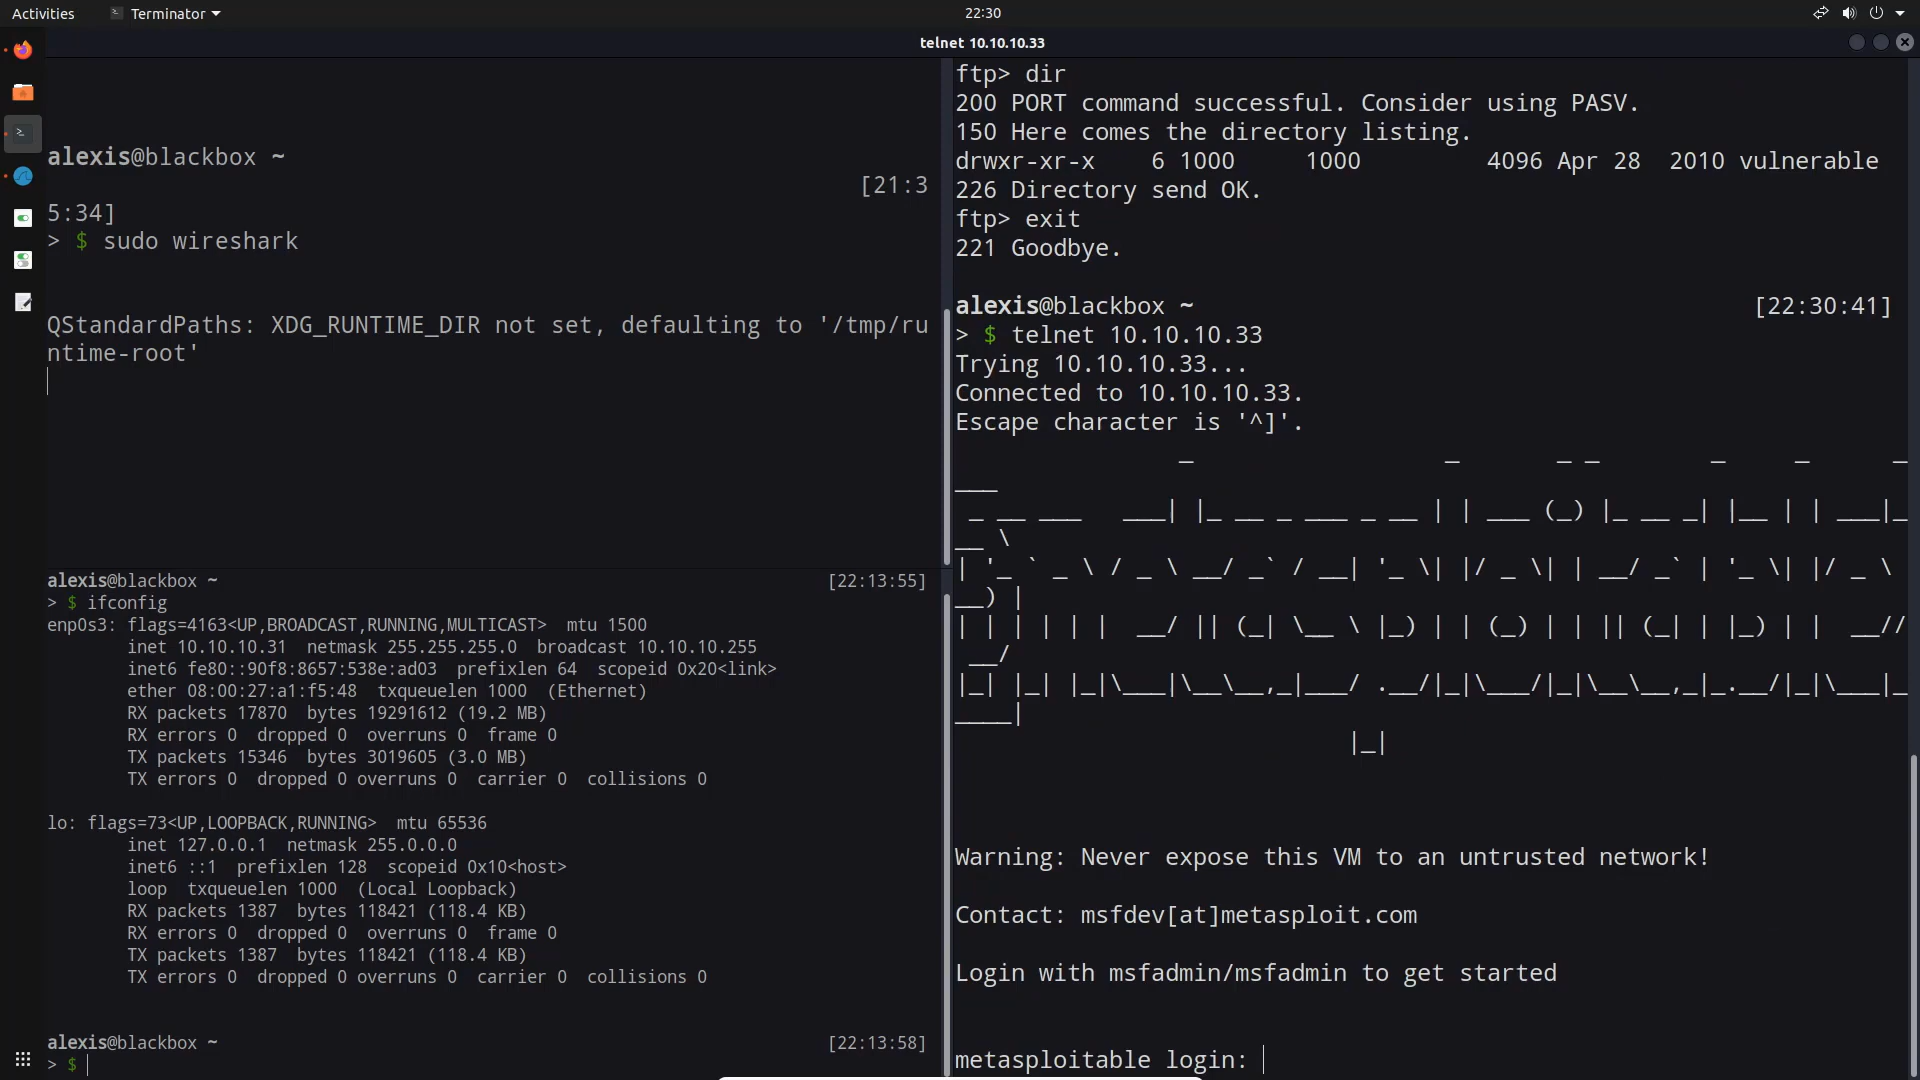 Activities
Terminator
22:30
telnet 10.10.10.33
alexis@blackbox ~
[21:3
5:34]
> $ sudo wireshark
QStandardPaths: XDG_RUNTIME_DIR not set, defaulting to '/tmp/ru
ntime-root'
alexis@blackbox ~ [22:13:55]
> $ ifconfig
enp0s3: flags=4163<UP,BROADCAST,RUNNING,MULTICAST>  mtu 1500
        inet 10.10.10.31  netmask 255.255.255.0  broadcast 10.10.10.255
        inet6 fe80::90f8:8657:538e:ad03  prefixlen 64  scopeid 0x20<link>
        ether 08:00:27:a1:f5:48  txqueuelen 1000  (Ethernet)
        RX packets 17870  bytes 19291612 (19.2 MB)
        RX errors 0  dropped 0  overruns 0  frame 0
        TX packets 15346  bytes 3019605 (3.0 MB)
        TX errors 0  dropped 0 overruns 0  carrier 0  collisions 0
lo: flags=73<UP,LOOPBACK,RUNNING>  mtu 65536
        inet 127.0.0.1  netmask 255.0.0.0
        inet6 ::1  prefixlen 128  scopeid 0x10<host>
        loop  txqueuelen 1000  (Local Loopback)
        RX packets 1387  bytes 118421 (118.4 KB)
        RX errors 0  dropped 0  overruns 0  frame 0
        TX packets 1387  bytes 118421 (118.4 KB)
        TX errors 0  dropped 0 overruns 0  carrier 0  collisions 0
alexis@blackbox ~ [22:13:58]
> $
ftp> dir
200 PORT command successful. Consider using PASV.
150 Here comes the directory listing.
drwxr-xr-x    6 1000     1000         4096 Apr 28  2010 vulnerable
226 Directory send OK.
ftp> exit
221 Goodbye.
alexis@blackbox ~ [22:30:41]
> $ telnet 10.10.10.33
Trying 10.10.10.33...
Connected to 10.10.10.33.
Escape character is '^]'.
Warning: Never expose this VM to an untrusted network!
Contact: msfdev[at]metasploit.com
Login with msfadmin/msfadmin to get started
metasploitable login: